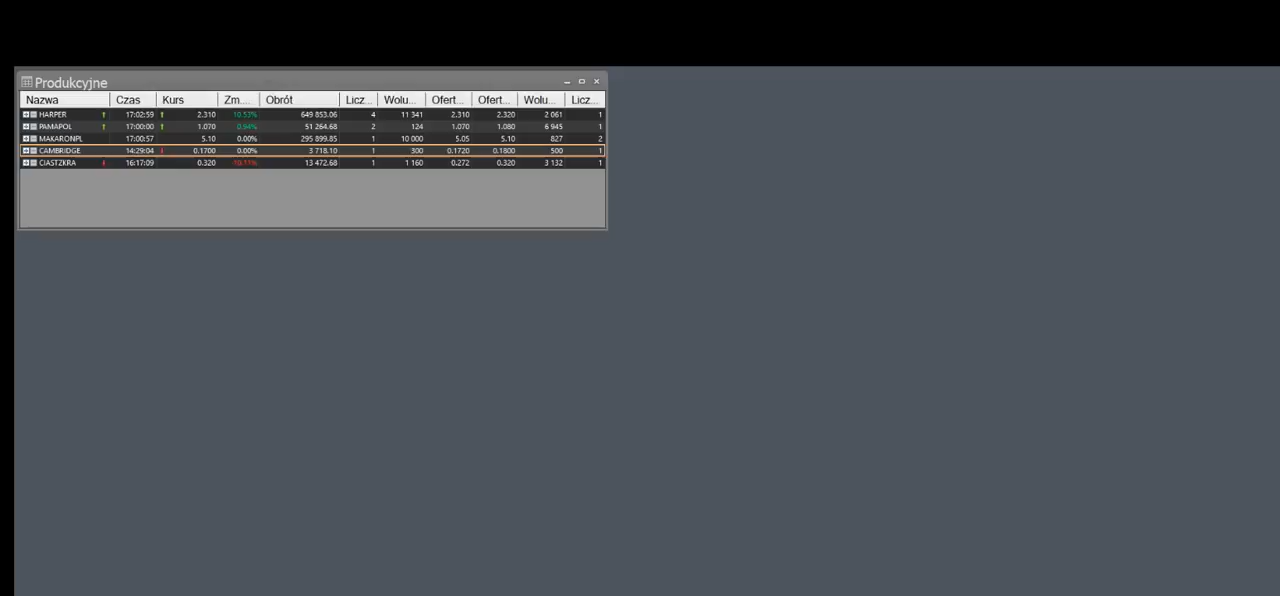 Produkcyjne
Nazwa Czas Kurs Zm.... Obrót Licz... Wolu... Ofert... Ofert... Wolu... Licz...
HARPER 17:02:59 2.310 10.53% 649 853.06 4 11 341 2.310 2.320 2 061 1
PAMAPOL 17:00:00 1.070 0.94% 51 264.68 2 124 1.070 1.080 6 945 1
MAKARONPL 17:00:57 5.10 0.00% 295 899.85 1 10 000 5.05 5.10 827 2
CAMBRIDGE 14:29:04 0.1700 0.00% 3 718.10 1 300 0.1720 0.1800 500 1
CIASTZKRA 16:17:09 0.320 13 472.68 1 1 160 0.272 0.320 3 132 1